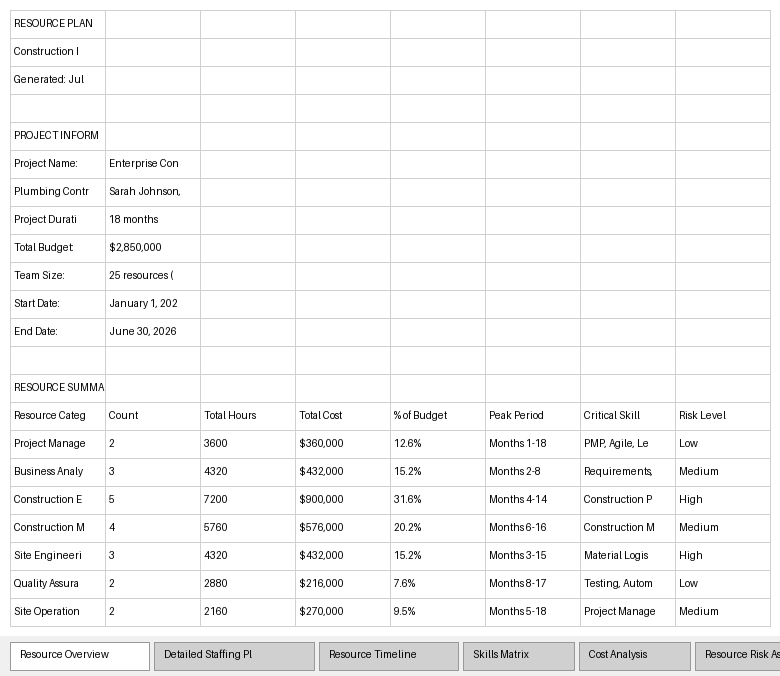 RESOURCE PLAN
Construction I
Generated: Jul
PROJECT INFORM
Project Name: Enterprise Con
Plumbing Contr Sarah Johnson,
Project Durati 18 months
Total Budget: $2,850,000
Team Size: 25 resources (
Start Date: January 1, 202
End Date: June 30, 2026
RESOURCE SUMMA
Resource Categ Count Total Hours Total Cost % of Budget Peak Period Critical Skill Risk Level
Project Manage 2 3600 $360,000 12.6% Months 1-18 PMP, Agile, Le Low
Business Analy 3 4320 $432,000 15.2% Months 2-8 Requirements, Medium
Construction E 5 7200 $900,000 31.6% Months 4-14 Construction P High
Construction M 4 5760 $576,000 20.2% Months 6-16 Construction M Medium
Site Engineeri 3 4320 $432,000 15.2% Months 3-15 Material Logis High
Quality Assura 2 2880 $216,000 7.6% Months 8-17 Testing, Autom Low
Site Operation 2 2160 $270,000 9.5% Months 5-18 Project Manage Medium
Resource Overview Detailed Staffing Pl Resource Timeline Skills Matrix Cost Analysis Resource Risk As